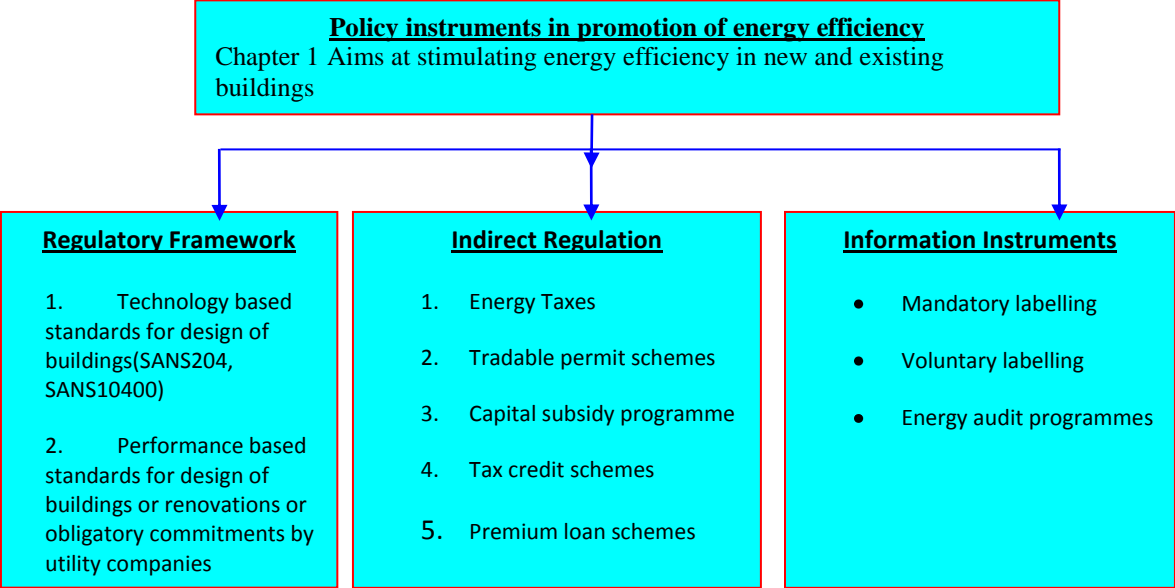 Policy instruments in promotion of energy efficiency
Chapter 1 Aims at stimulating energy efficiency in new and existing
buildings
Regulatory Framework
1. Technology based
standards for design of
buildings(SANS204,
SANS10400)
2. Performance based
standards for design of
buildings or renovations or
obligatory commitments by
utility companies
Indirect Regulation
1. Energy Taxes
2. Tradable permit schemes
3. Capital subsidy programme
4. Tax credit schemes
5. Premium loan schemes
Information Instruments
● Mandatory labelling
● Voluntary labelling
● Energy audit programmes